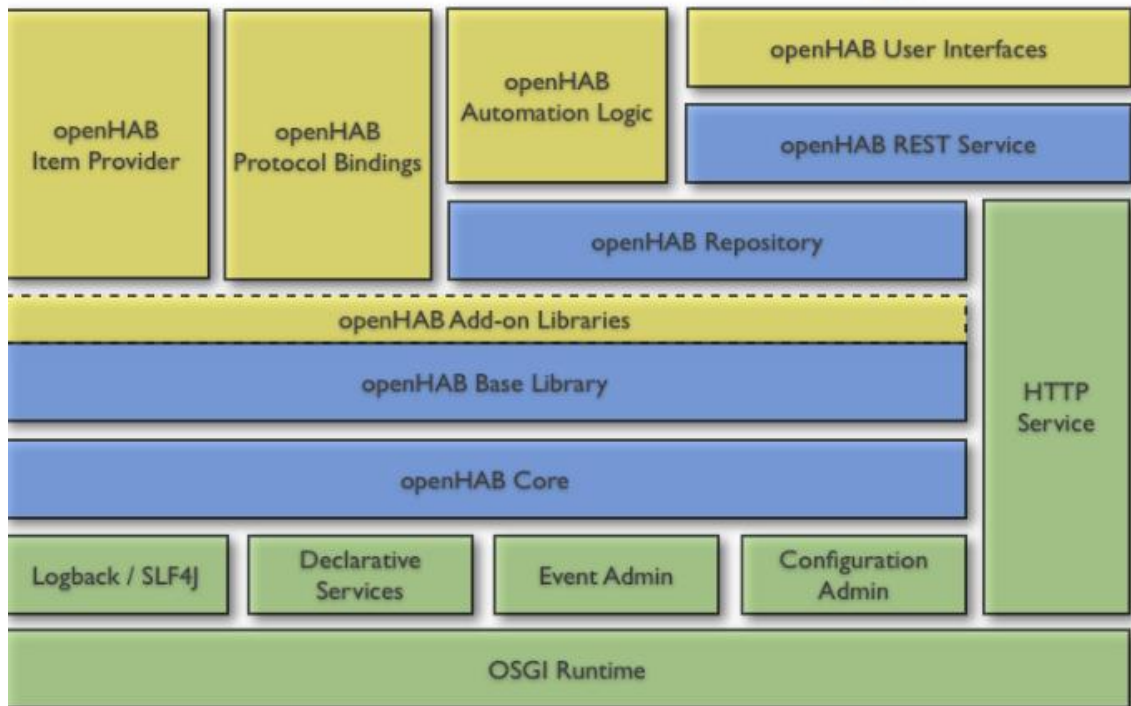 openHAB
Item Provider
openHAB
Protocol Bindings
openHAB
Automation Logic
openHAB User Interfaces
openHAB REST Service
openHAB Repository
openHAB Add-on Libraries
openHAB Base Library
HTTP
Service
openHAB Core
Logback / SLF4J
Declarative
Services
Event Admin
Configuration
Admin
OSGI Runtime